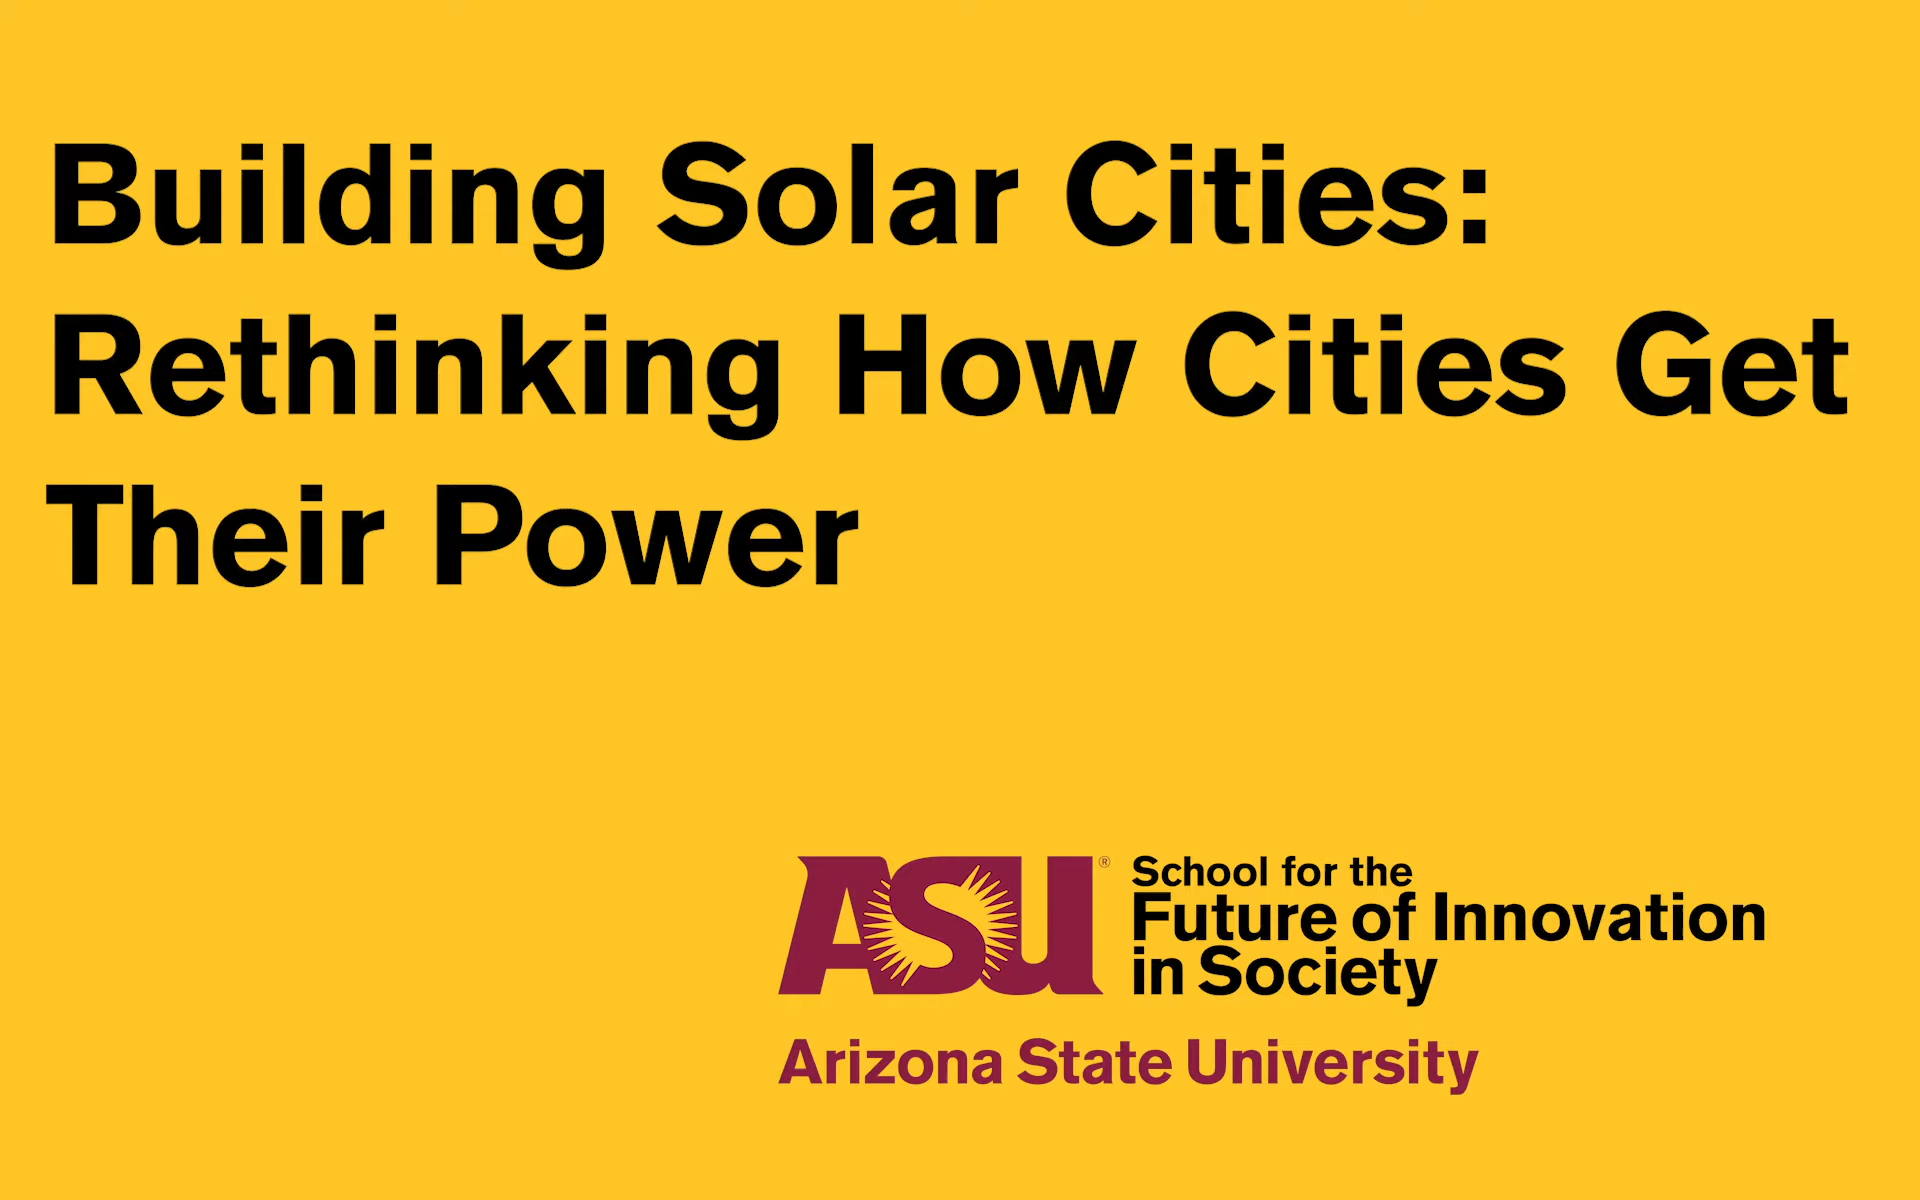 Building Solar Cities:
Rethinking How Cities Get
Their Power
ASU®
School for the
Future of Innovation
in Society
Arizona State University